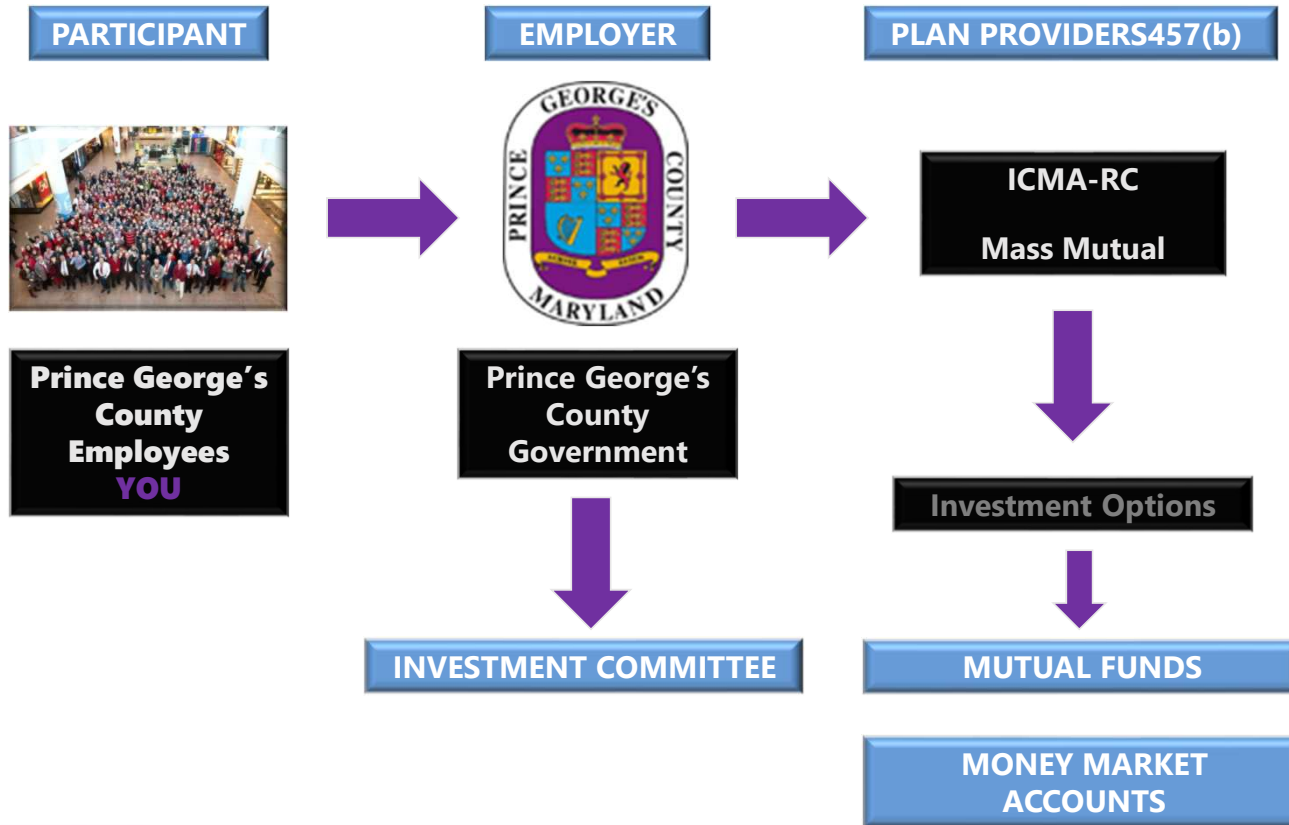 PARTICIPANT
EMPLOYER
PLAN PROVIDERS457(b)
GEORGE'S
PRINCE
COUNTY
MARYLAND
ICMA-RC
Mass Mutual
Prince George's
County
Employees
YOU
Prince George's
County
Government
Investment Options
INVESTMENT COMMITTEE
MUTUAL FUNDS
MONEY MARKET
ACCOUNTS